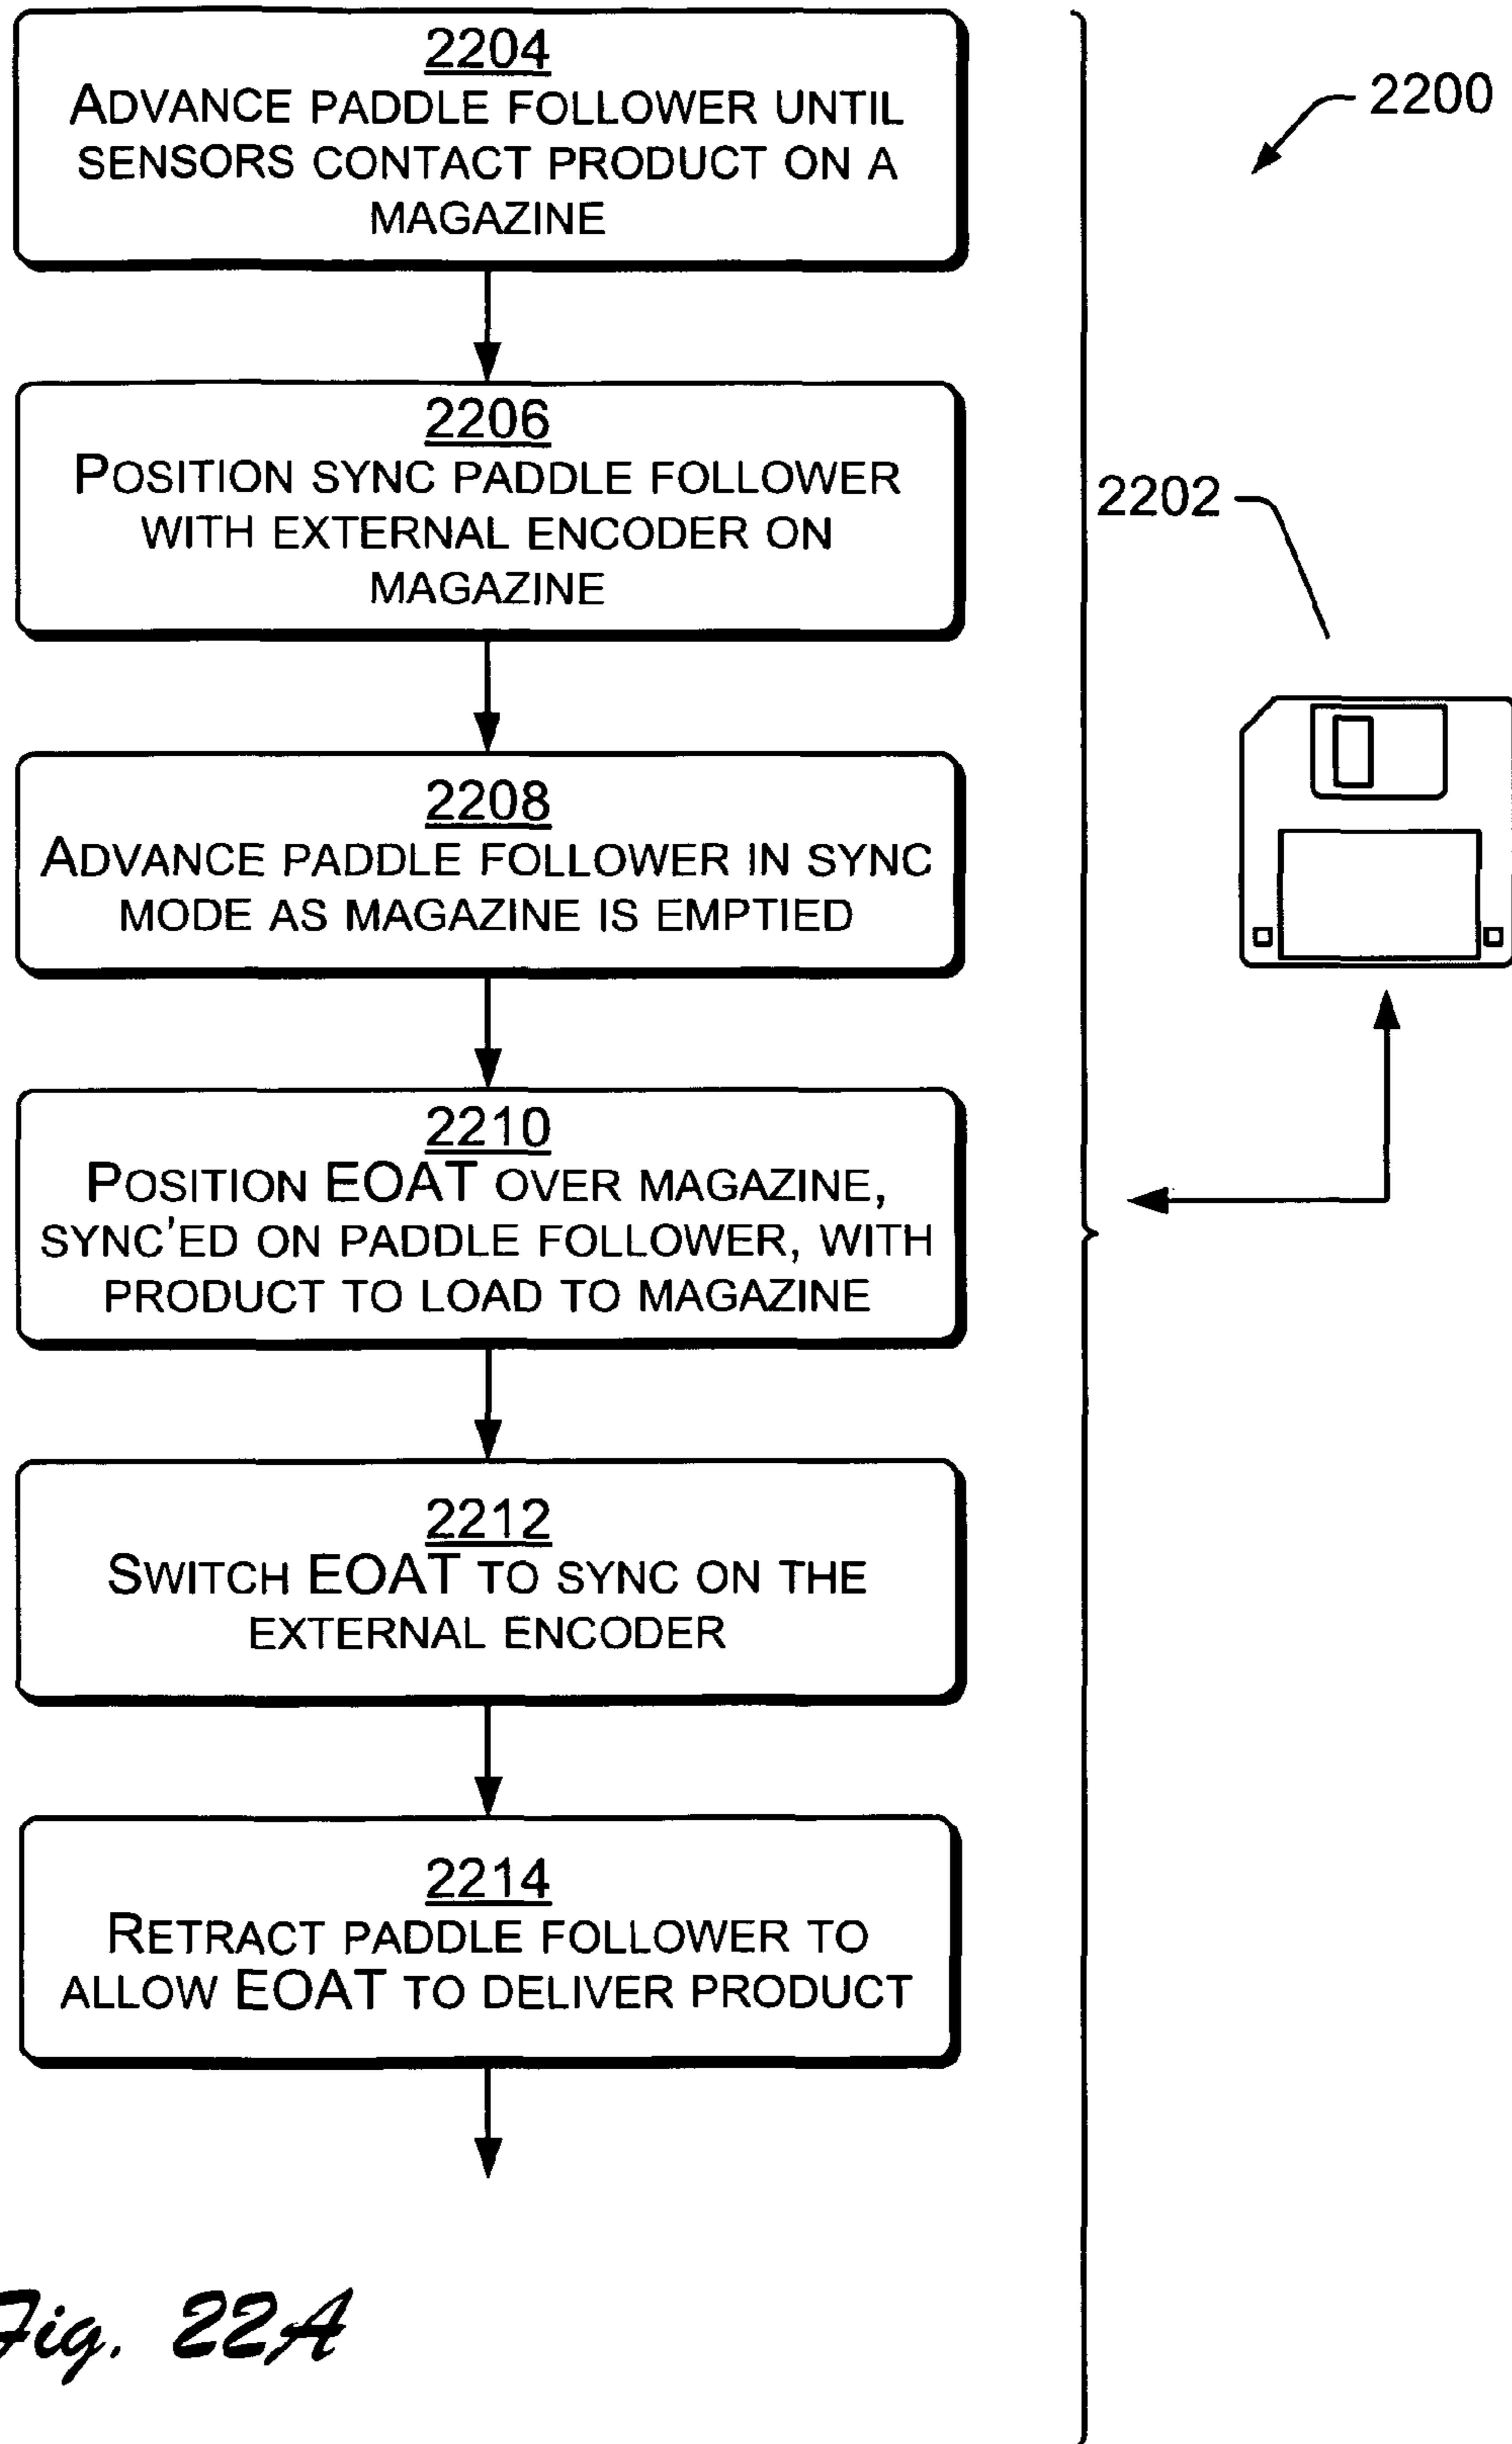 2204
ADVANCE PADDLE FOLLOWER UNTIL
SENSORS CONTACT PRODUCT ON A
MAGAZINE
2200
2206
POSITION SYNC PADDLE FOLLOWER
WITH EXTERNAL ENCODER ON
MAGAZINE
2202
2208
ADVANCE PADDLE FOLLOWER IN SYNC
MODE AS MAGAZINE IS EMPTIED
2210
POSITION EOAT OVER MAGAZINE,
SYNC'ED ON PADDLE FOLLOWER, WITH
PRODUCT TO LOAD TO MAGAZINE
2212
SWITCH EOAT TO SYNC ON THE
EXTERNAL ENCODER
2214
RETRACT PADDLE FOLLOWER TO
ALLOW EOAT TO DELIVER PRODUCT
Fig. 22A